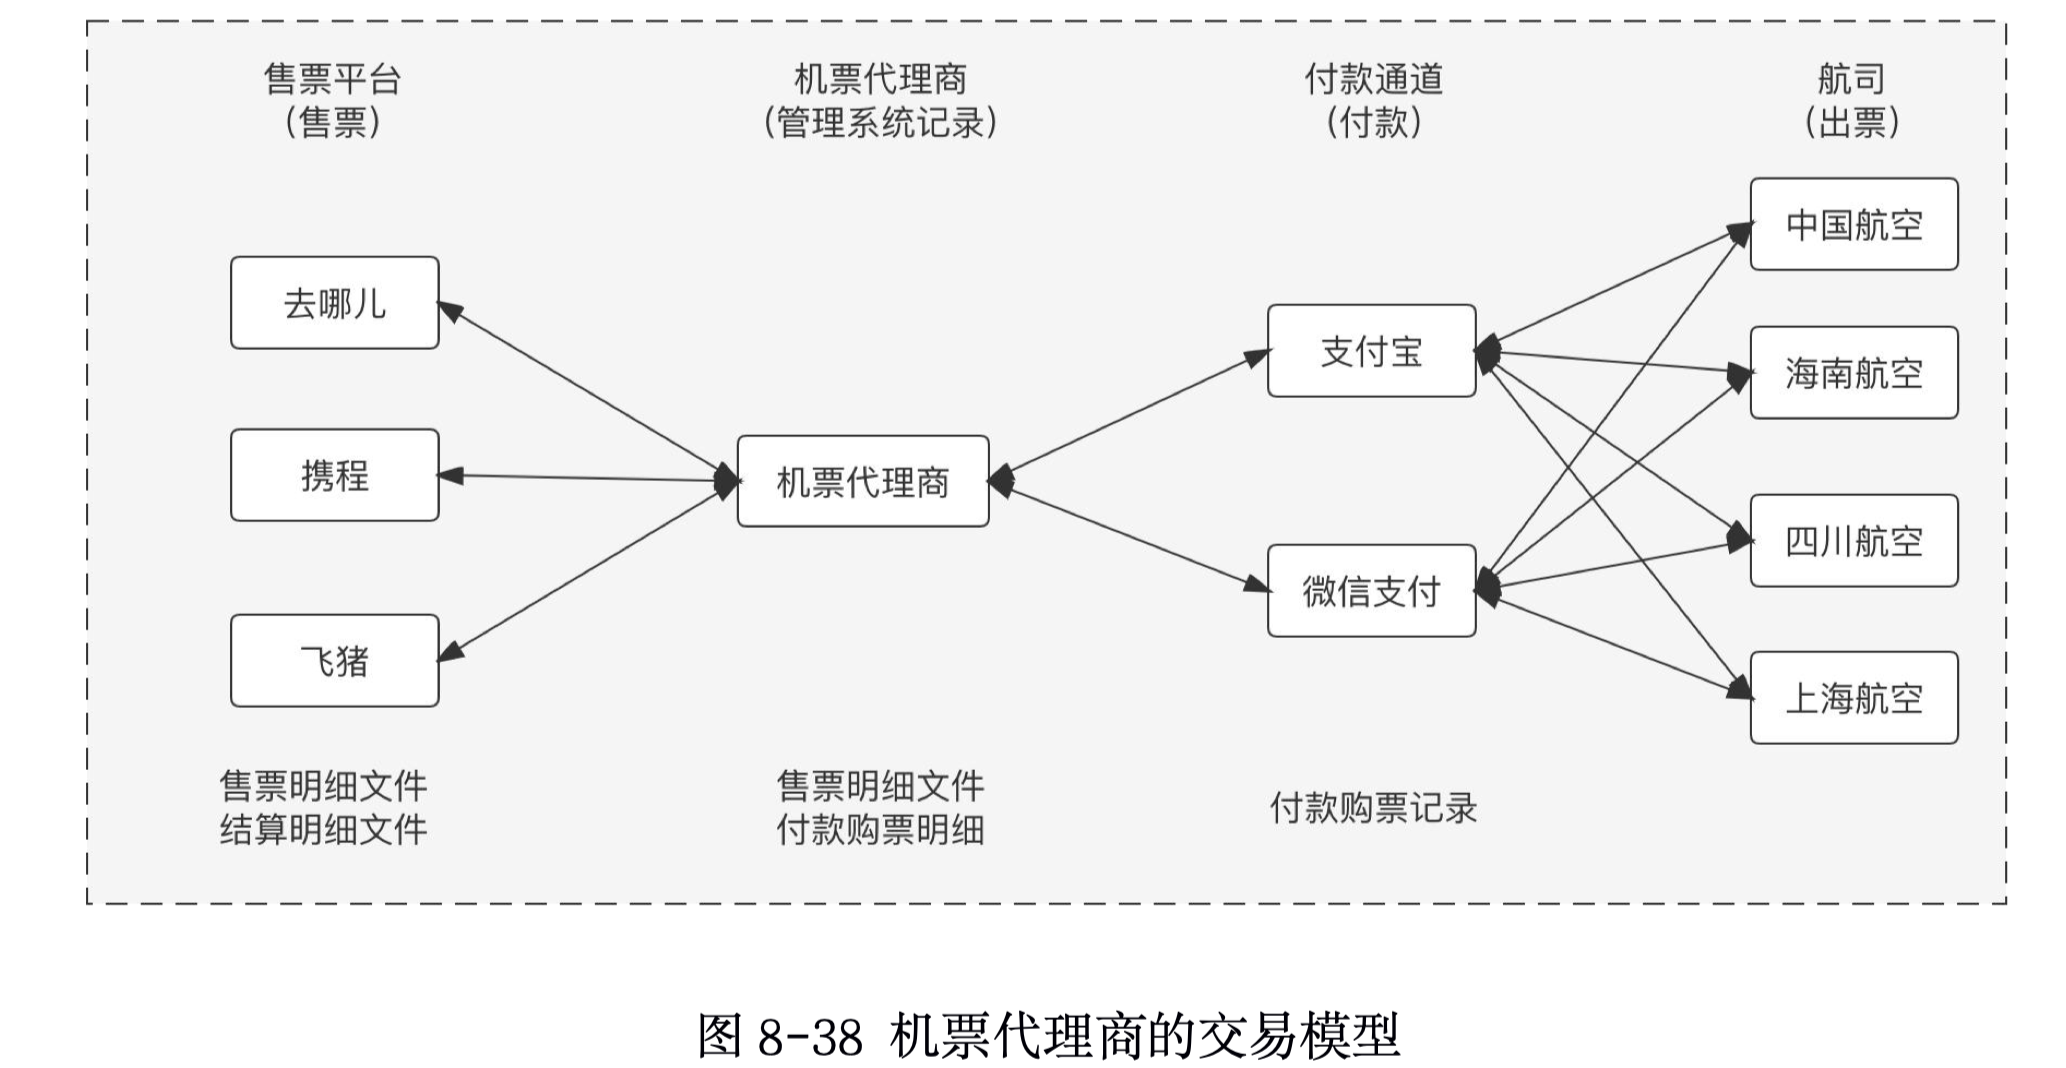 售票平台
（售票）
机票代理商
（管理系统记录）
付款通道
（付款）
航司
（出票）
去哪儿
携程
飞猪
机票代理商
支付宝
微信支付
中国航空
海南航空
四川航空
上海航空
售票明细文件
结算明细文件
售票明细文件
付款购票明细
付款购票记录
图 8-38 机票代理商的交易模型